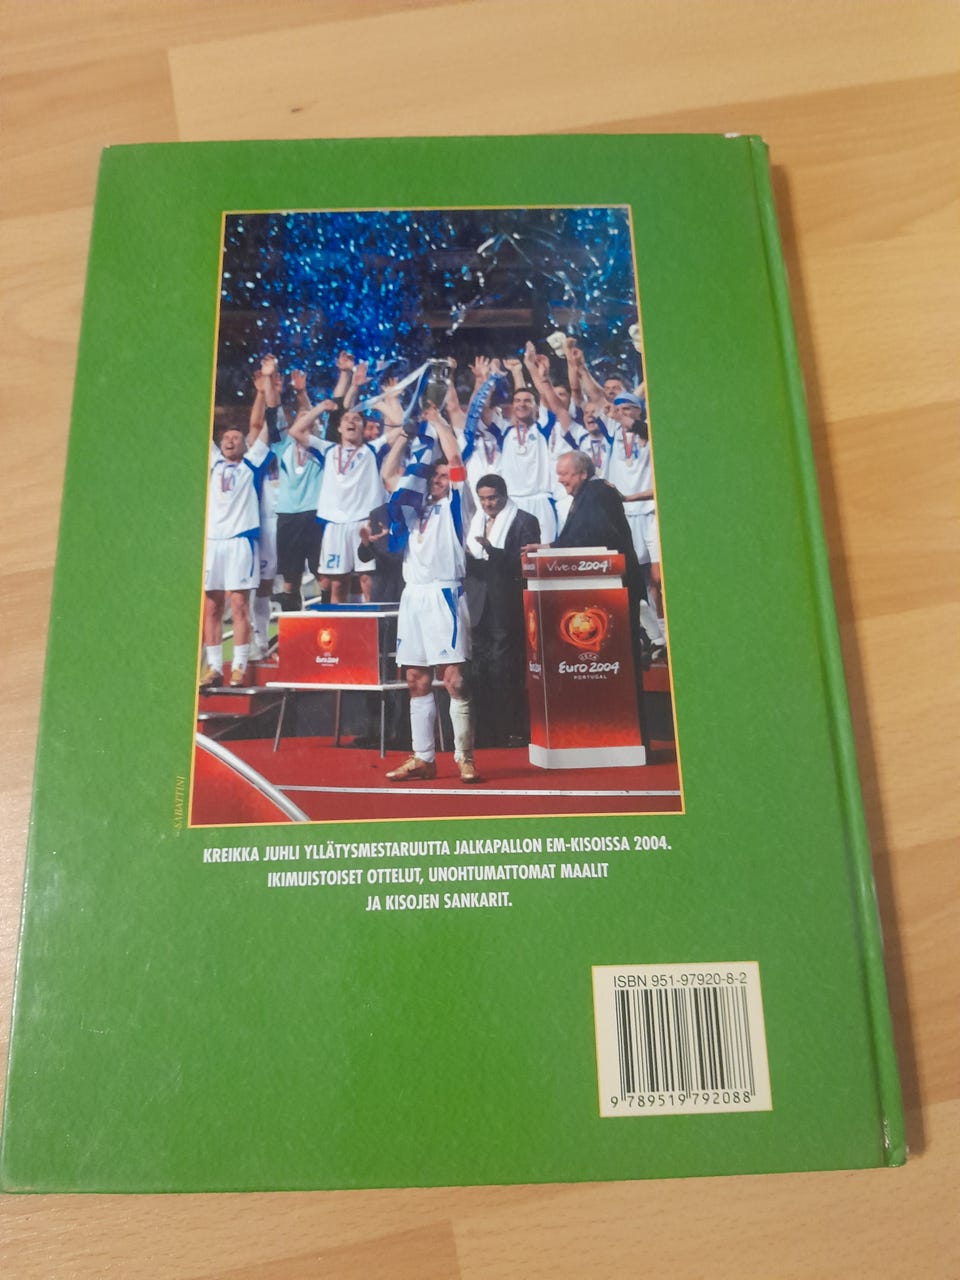 21
Vive o 2004!
UEFA
Euro 2004
PORTUGAL
Euro 2004
SABATTINI
KREIKKA JUHLI YLLÄTYSMESTARUUTTA JALKAPALLON EM-KISOISSA 2004.
IKIMUISTOISET OTTELUT, UNOHTUMATTOMAT MAALIT
JA KISOJEN SANKARIT.
ISBN 951-97920-8-2
9 789519 792088